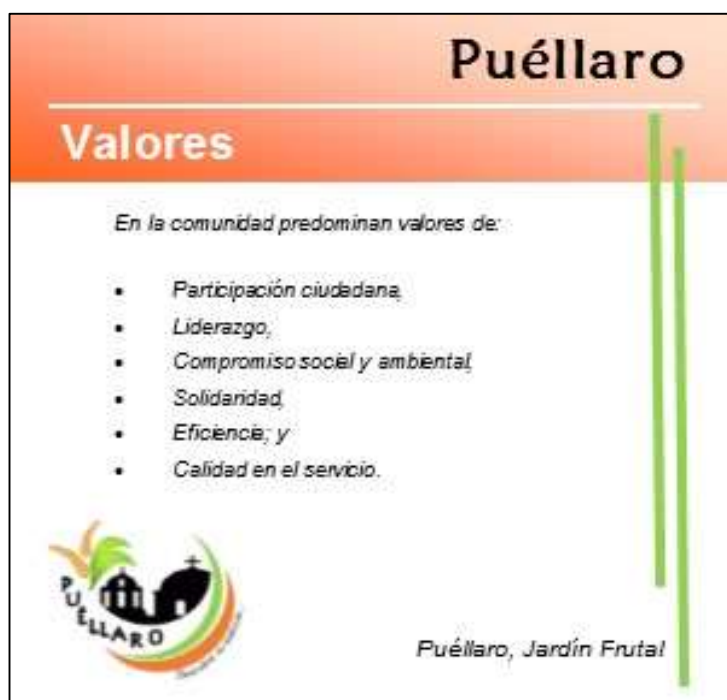 Puéllaro
Valores
En la comunidad predominan valores de:
• Participación ciudadana,
• Liderazgo,
• Compromiso social y ambiental,
• Solidaridad,
• Eficiencia; y
• Calidad en el servicio.
PUÉLLARO
Puéllaro, Jardín Frutal